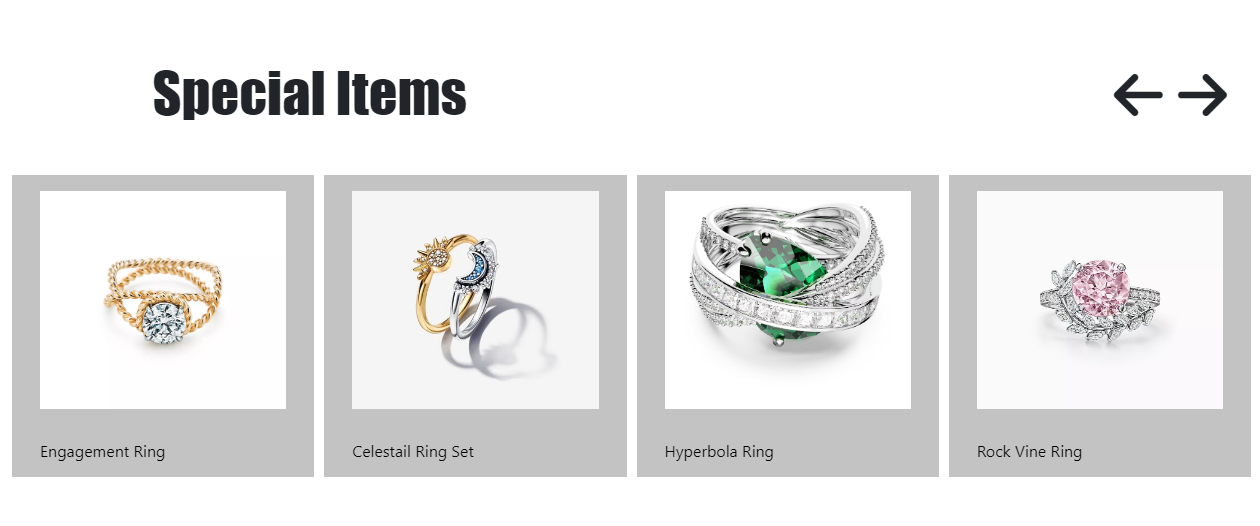 Special Items
Engagement Ring
Celestail Ring Set
Hyperbola Ring
Rock Vine Ring